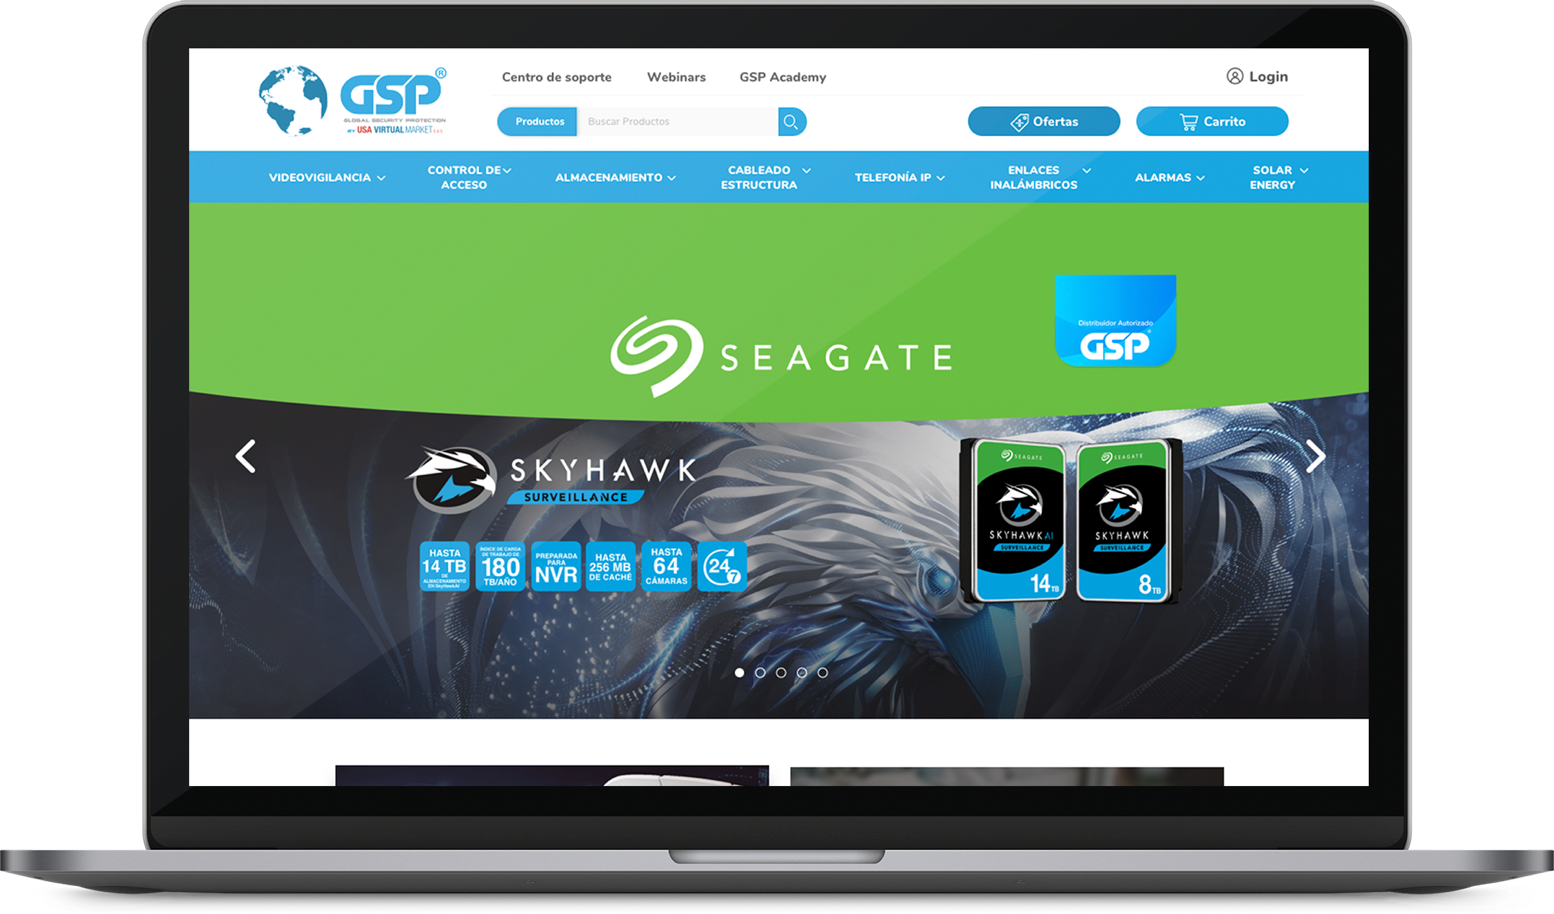 GSP®
GLOBAL SECURITY PROTECTION
BY USA VIRTUAL MARKET S.A.S
Centro de soporte
Webinars
GSP Academy
Login
Productos
Buscar Productos
Ofertas
Carrito
VIDEOVIGILANCIA
CONTROL DE
ACCESO
ALMACENAMIENTO
CABLEADO
ESTRUCTURA
TELEFONÍA IP
ENLACES
INALÁMBRICOS
ALARMAS
SOLAR
ENERGY
SEAGATE
Distribuidor Autorizado
GSP®
SKYHAWK
SURVEILLANCE
HASTA
14 TB
DE
ALMACENAMIENTO
EN SkyHawkAI
ÍNDICE DE CARGA
DE TRABAJO DE
180
TB/AÑO
PREPARADA
PARA
NVR
HASTA
256 MB
DE CACHÉ
HASTA
64
CÁMARAS
24
7
SEAGATE
SKYHAWK AI
SURVEILLANCE
14TB
SEAGATE
SKYHAWK
SURVEILLANCE
8TB